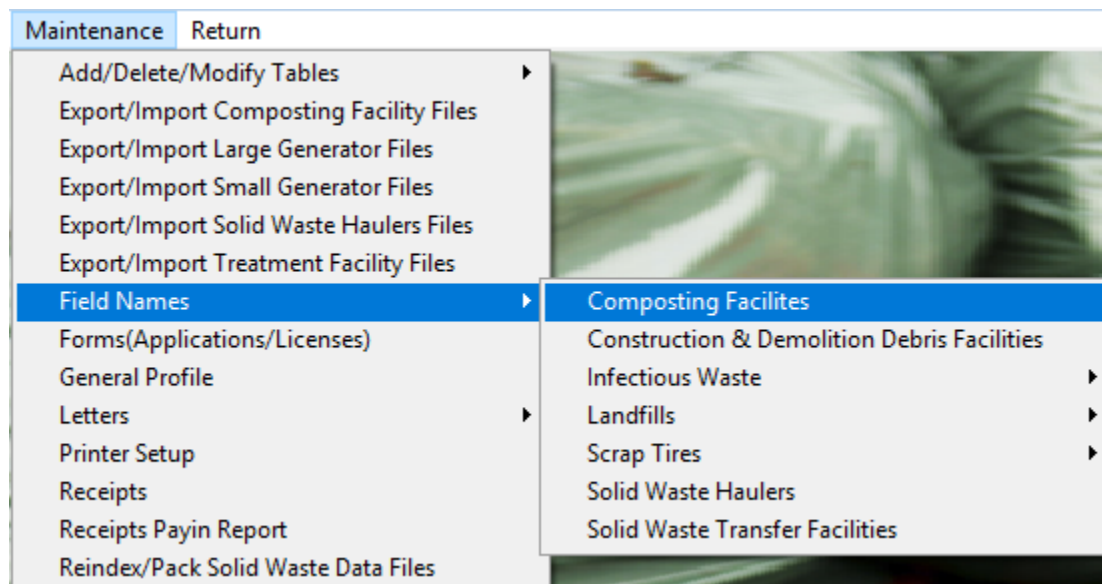 Maintenance Return
Add/Delete/Modify Tables
Export/Import Composting Facility Files
Export/Import Large Generator Files
Export/Import Small Generator Files
Export/Import Solid Waste Haulers Files
Export/Import Treatment Facility Files
Field Names
Forms(Applications/Licenses)
General Profile
Letters
Printer Setup
Receipts
Receipts Payin Report
Reindex/Pack Solid Waste Data Files
Composting Facilites
Construction & Demolition Debris Facilities
Infectious Waste
Landfills
Scrap Tires
Solid Waste Haulers
Solid Waste Transfer Facilities